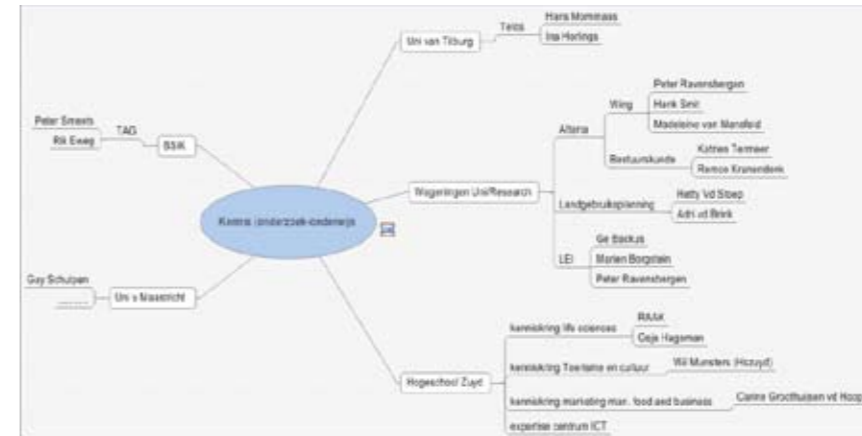 Uni van Tilburg
Telos
Hans Mommaas
Ina Horlings
Peter Smeets
Rik Eweg
TAG
BSIK
Kennis (onderzoek-onderwijs
Wageningen Uni/Research
Alterra
Wing
Peter Ravensbergen
Henk Smit
Madeleine van Mansfeld
Bestuurskunde
Katrien Termeer
Remco Kranendonk
Landgebruiksplanning
Hetty Vd Stoep
Adri vd Brink
LEI
Ge Backus
Marien Borgstein
Peter Ravensbergen
Guy Schulpen
Uni v Maastricht
Hogeschool Zuyd
kenniskring life sciences
RAAK
Geja Hageman
kenniskring Toerisme en cultuur
Wil Munsters (Hszuyd)
kenniskring marketing man. food and business
Carine Groothuisen vd Hoop
expertise centrum ICT